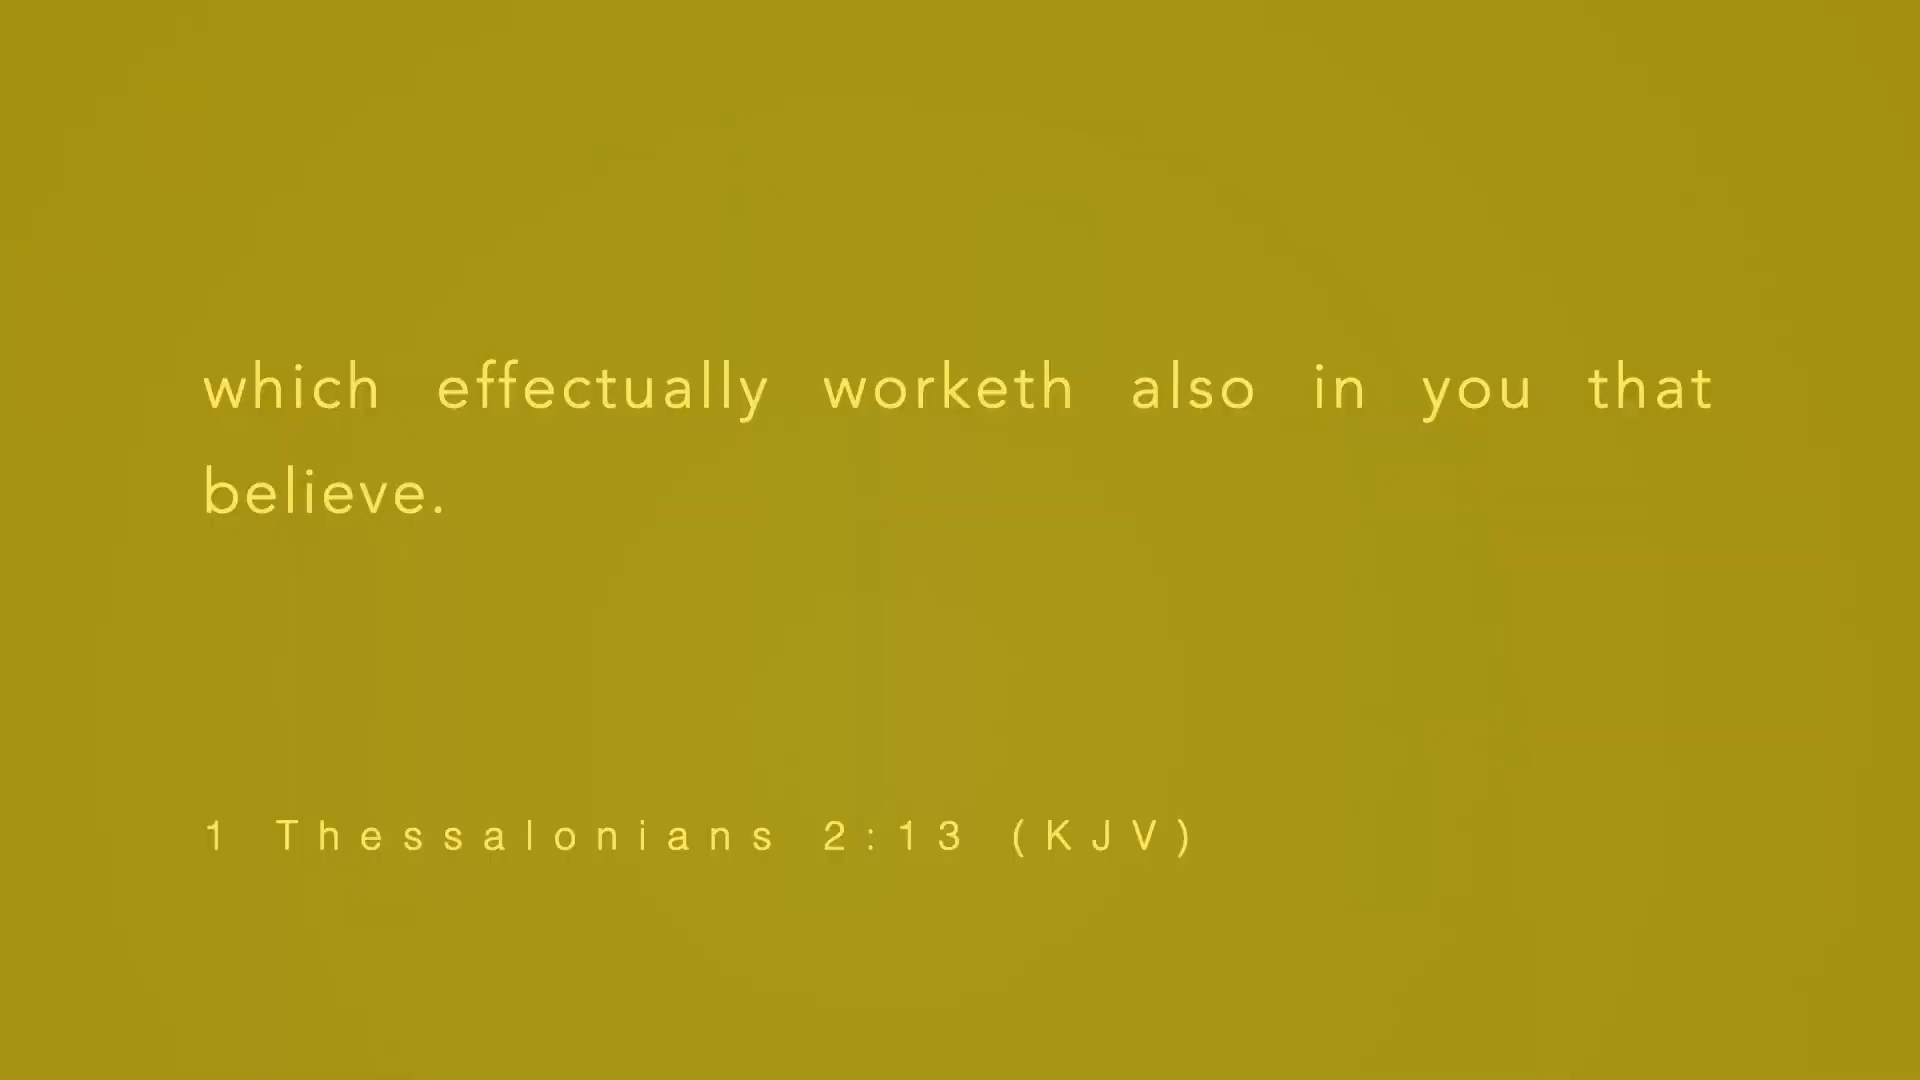 which effectually worketh also in you that
believe.
1 Thessalonians 2:13 (KJV)